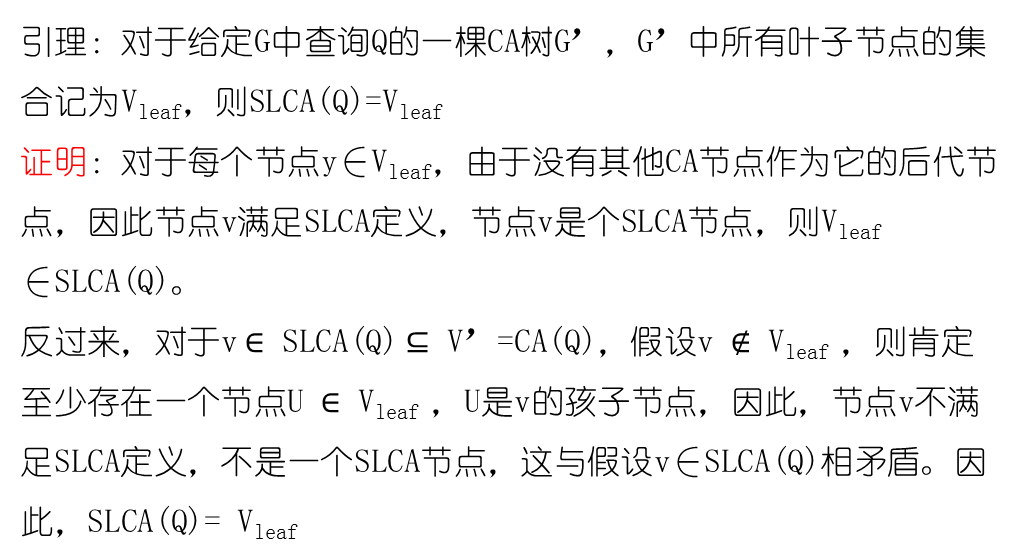 引理：对于给定G中查询Q的一棵CA树G’，G’中所有叶子节点的集
合记为Vleaf，则SLCA(Q)=Vleaf
证明：对于每个节点y∈Vleaf，由于没有其他CA节点作为它的后代节
点，因此节点v满足SLCA定义，节点v是个SLCA节点，则Vleaf
∈SLCA(Q)。
反过来，对于v∈ SLCA(Q)⊆ V’=CA(Q)，假设v ∉ Vleaf ，则肯定
至少存在一个节点U ∈ Vleaf ，U是v的孩子节点，因此，节点v不满
足SLCA定义，不是一个SLCA节点，这与假设v∈SLCA(Q)相矛盾。因
此，SLCA(Q)= Vleaf